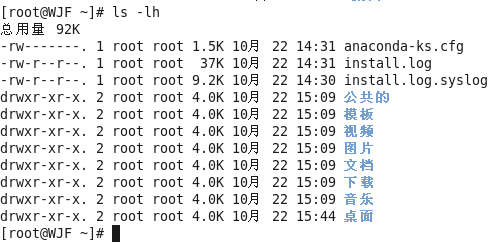 [root@WJF ~]# ls -lh
总用量 92K
-rw-------. 1 root root 1.5K 10月 22 14:31 anaconda-ks.cfg
-rw-r--r--. 1 root root  37K 10月 22 14:31 install.log
-rw-r--r--. 1 root root 9.2K 10月 22 14:30 install.log.syslog
drwxr-xr-x. 2 root root 4.0K 10月 22 15:09 公共的
drwxr-xr-x. 2 root root 4.0K 10月 22 15:09 模板
drwxr-xr-x. 2 root root 4.0K 10月 22 15:09 视频
drwxr-xr-x. 2 root root 4.0K 10月 22 15:09 图片
drwxr-xr-x. 2 root root 4.0K 10月 22 15:09 文档
drwxr-xr-x. 2 root root 4.0K 10月 22 15:09 下载
drwxr-xr-x. 2 root root 4.0K 10月 22 15:09 音乐
drwxr-xr-x. 2 root root 4.0K 10月 22 15:44 桌面
[root@WJF ~]#